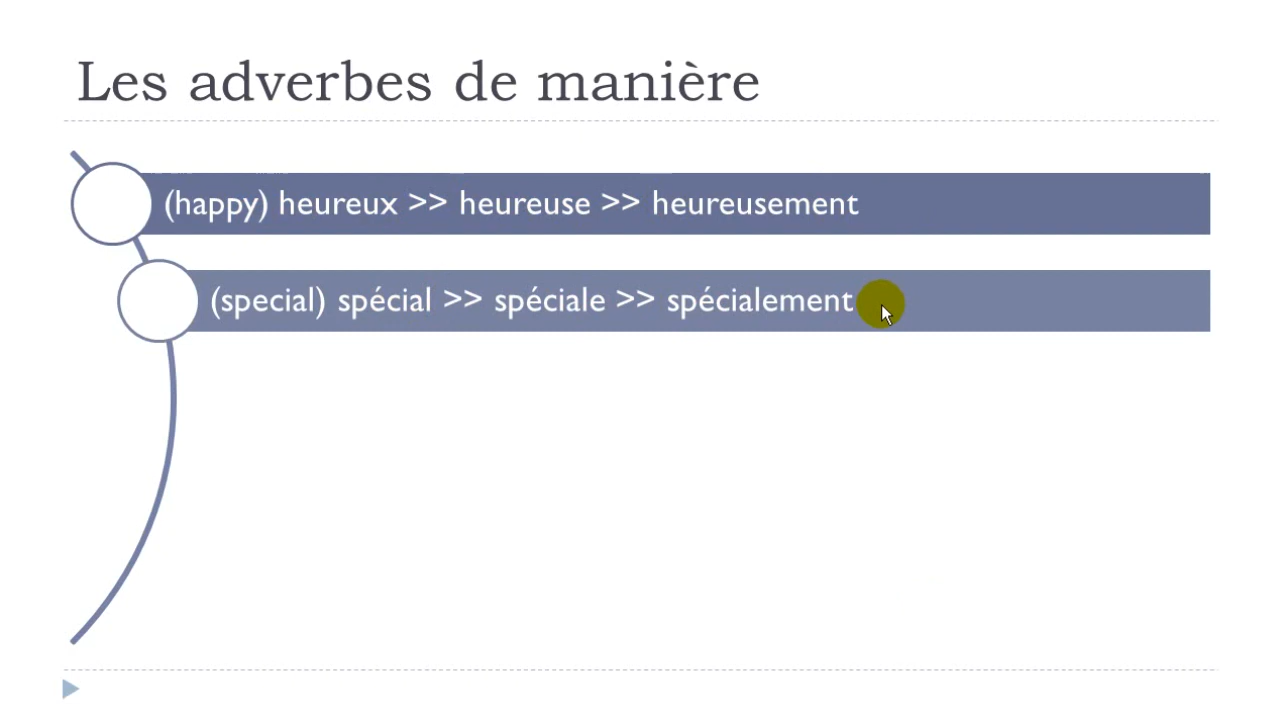 Les adverbes de manière
(happy) heureux >> heureuse >> heureusement
(special) spécial >> spéciale >> spécialement